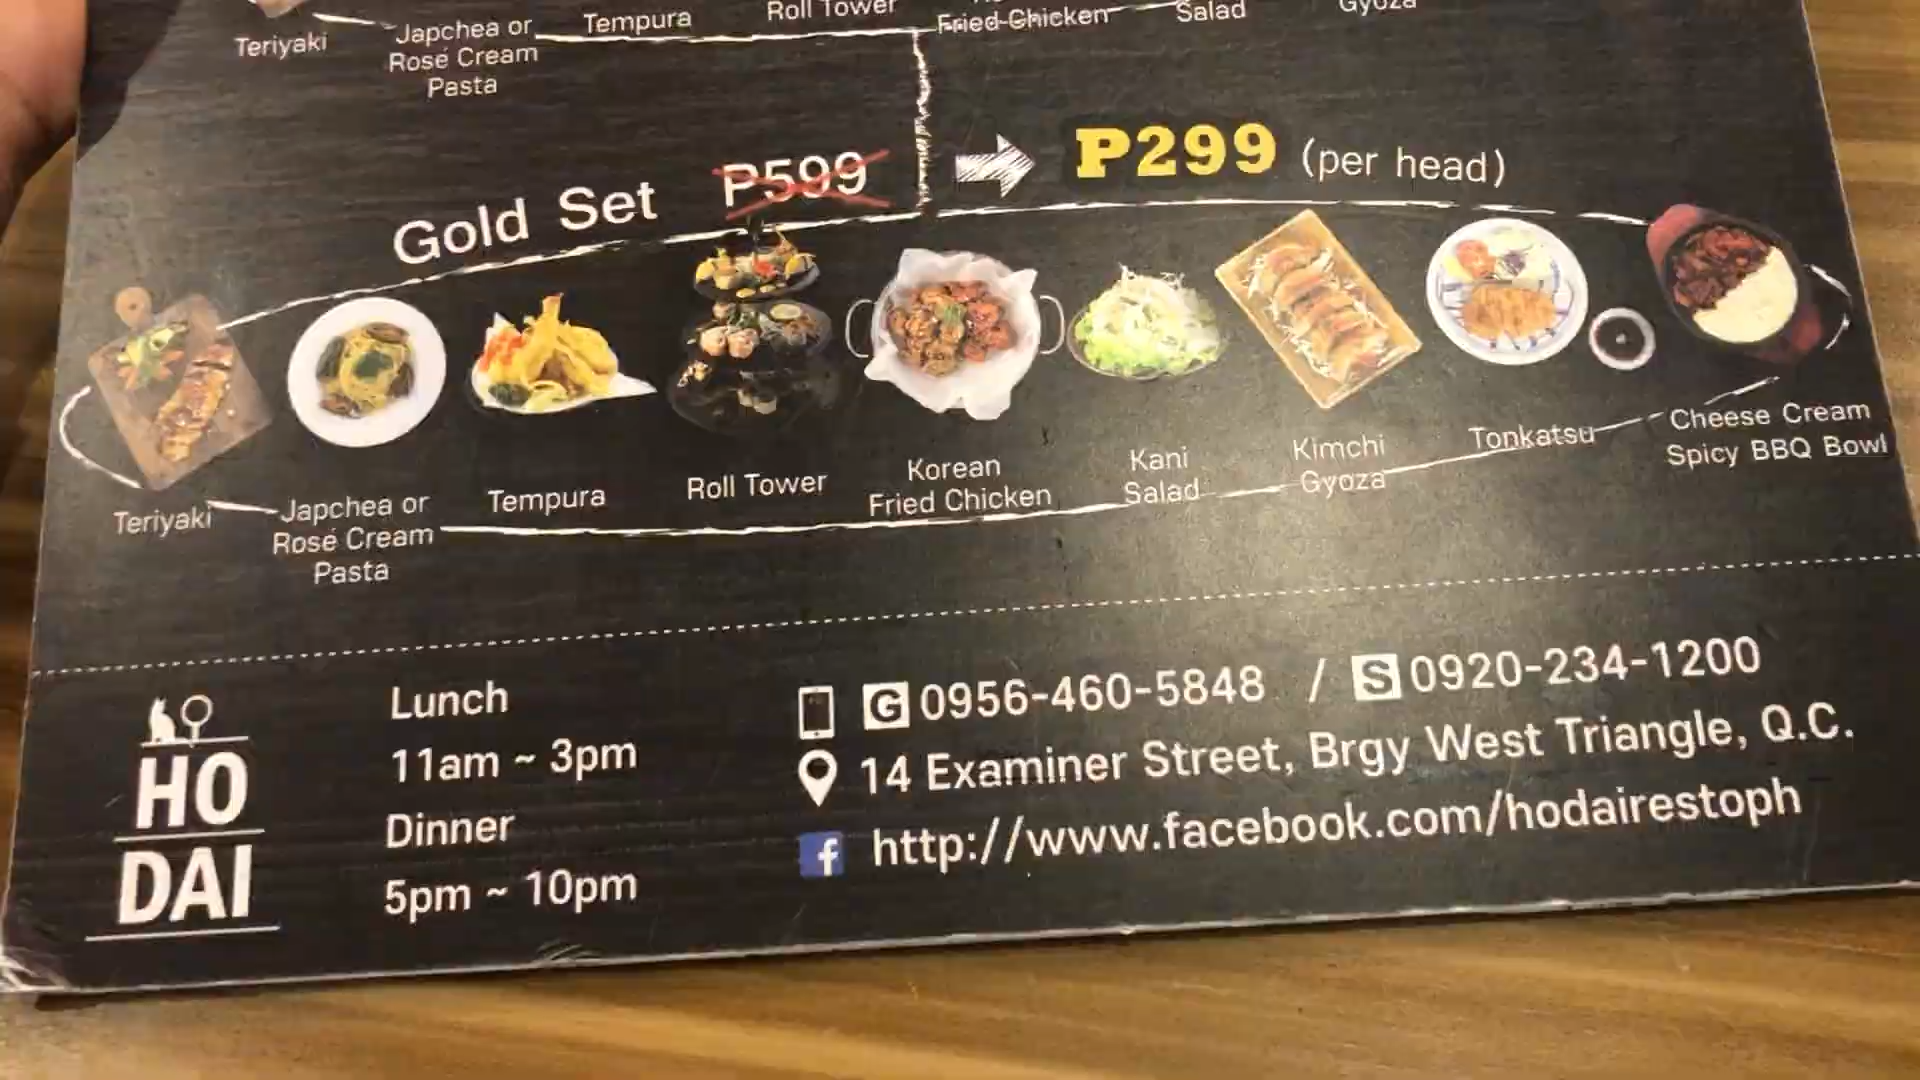 Teriyaki
Japchea or
Rosé Cream
Pasta
Tempura
Roll Tower
Fried Chicken
Salad
Gyoza
Gold Set P599
P299 (per head)
Teriyaki
Japchea or
Rosé Cream
Pasta
Tempura
Roll Tower
Korean
Fried Chicken
Kani
Salad
Kimchi
Gyoza
Tonkatsu
Cheese Cream
Spicy BBQ Bowl
HO
DAI
Lunch
11am ~ 3pm
Dinner
5pm ~ 10pm
G 0956-460-5848 / S 0920-234-1200
14 Examiner Street, Brgy West Triangle, Q.C.
f http://www.facebook.com/hodairestoph